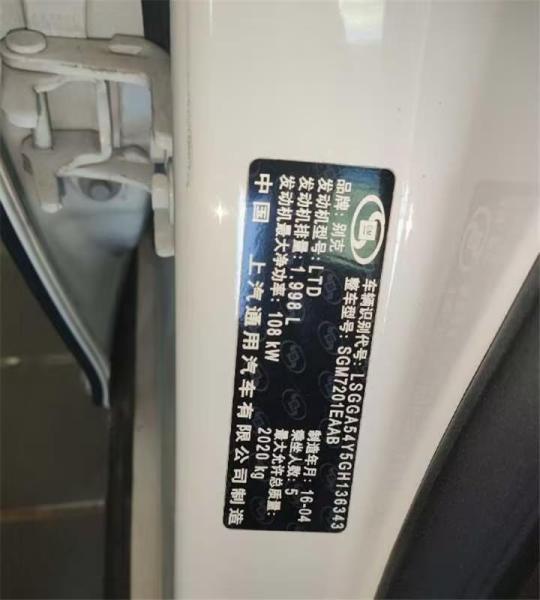 车辆识别代号: LSGGA54Y5GH136343
整车型号: SGM7201EAAB
品牌: 别克
发动机型号: LTD
发动机排量: 1.998 L
发动机最大净功率: 108 kW
制造年月: 16-04
乘坐人数: 5
最大允许总质量:
2020 kg
中国 上汽通用汽车有限公司制造